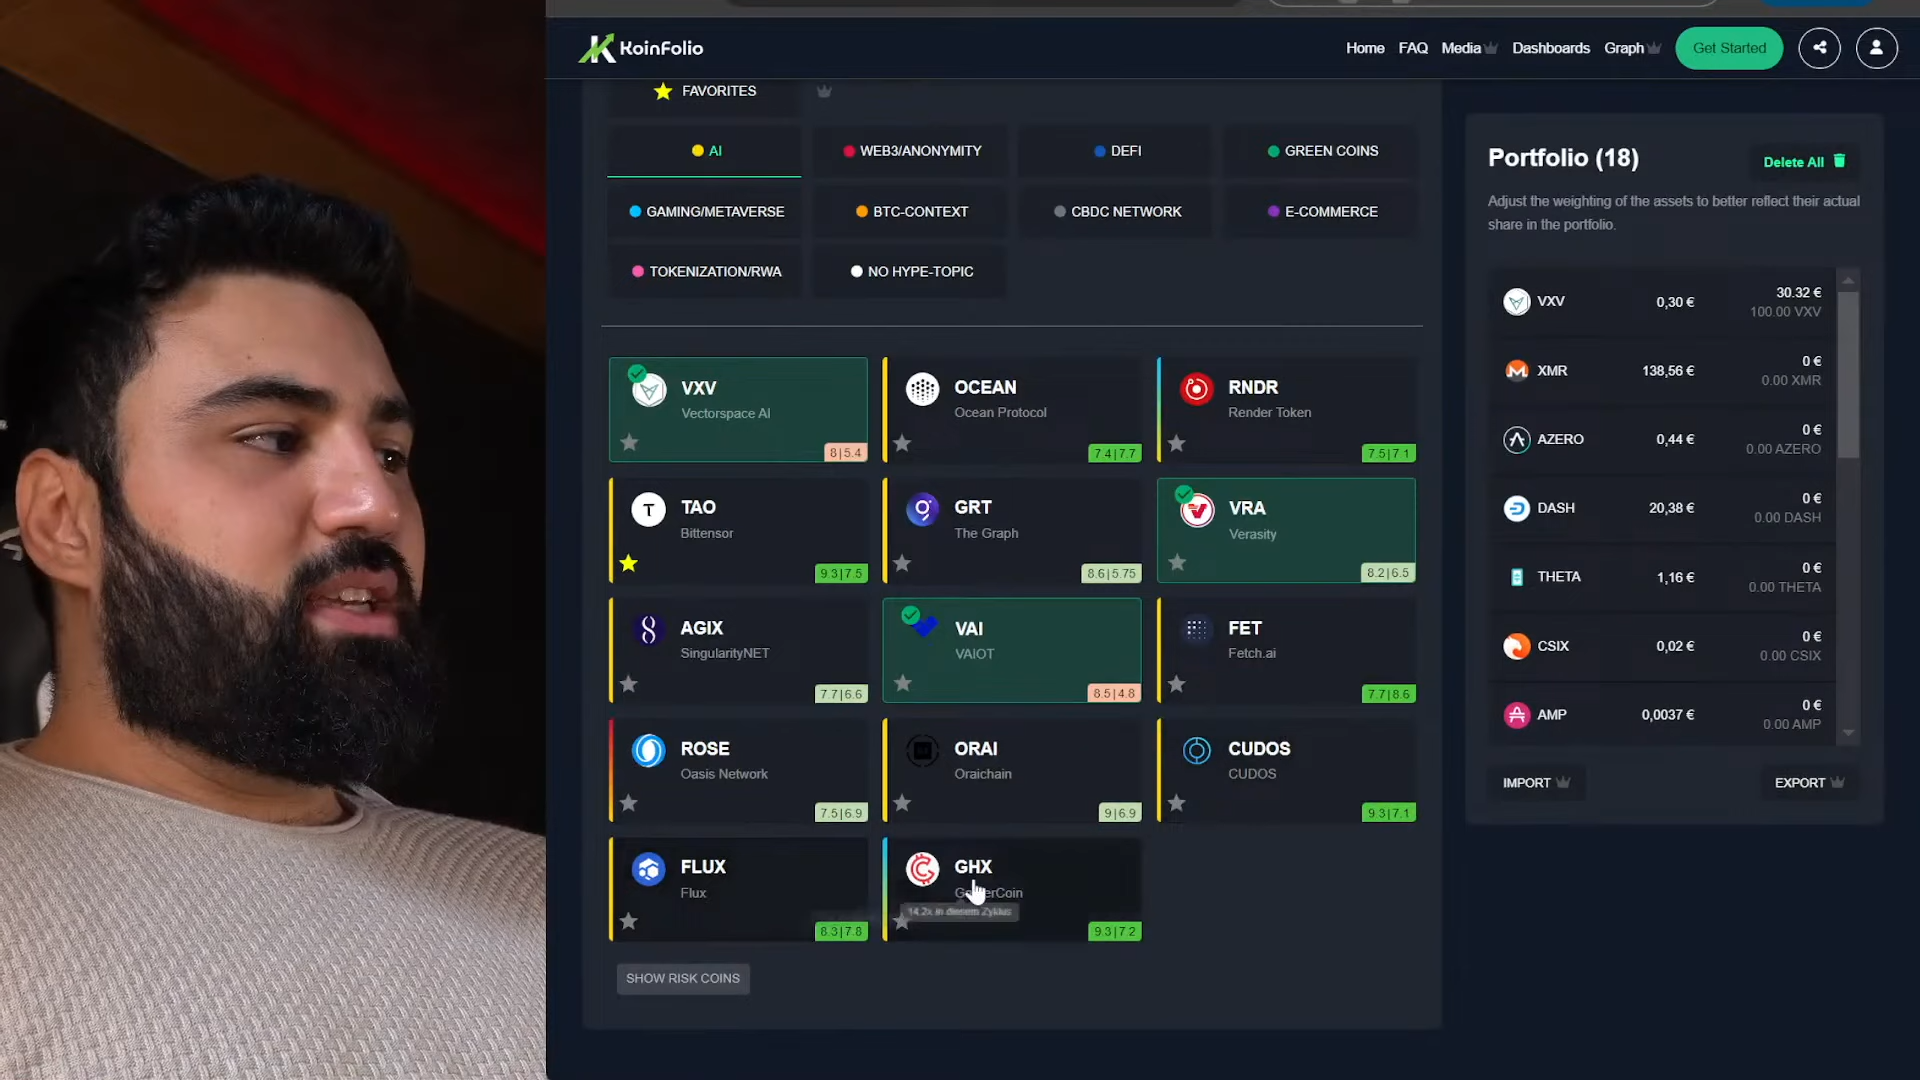 KoinFolio
Home
FAQ
Media
Dashboards
Graph
Get Started
FAVORITES
AI
WEB3/ANONYMITY
DEFI
GREEN COINS
GAMING/METAVERSE
BTC-CONTEXT
CBDC NETWORK
E-COMMERCE
TOKENIZATION/RWA
NO HYPE-TOPIC
VXV
Vectorspace AI
8|5.4
OCEAN
Ocean Protocol
7.4|7.7
RNDR
Render Token
7.5|7.1
TAO
Bittensor
9.3|7.5
GRT
The Graph
8.6|5.75
VRA
Verasity
8.2|6.5
AGIX
SingularityNET
7.7|6.6
VAI
VAIOT
8.5|4.8
FET
Fetch.ai
7.7|8.6
ROSE
Oasis Network
7.5|6.9
ORAI
Oraichain
9|6.9
CUDOS
CUDOS
9.3|7.1
FLUX
Flux
8.3|7.8
GHX
14.2x in diesem Zyklus
9.3|7.2
SHOW RISK COINS
Portfolio (18)
Delete All
Adjust the weighting of the assets to better reflect their actual
share in the portfolio.
VXV 0,30 € 30.32 €
100.00 VXV
XMR 138,56 € 0 €
0.00 XMR
AZERO 0,44 € 0 €
0.00 AZERO
DASH 20,38 € 0 €
0.00 DASH
THETA 1,16 € 0 €
0.00 THETA
CSIX 0,02 € 0 €
0.00 CSIX
AMP 0,0037 € 0 €
0.00 AMP
IMPORT
EXPORT